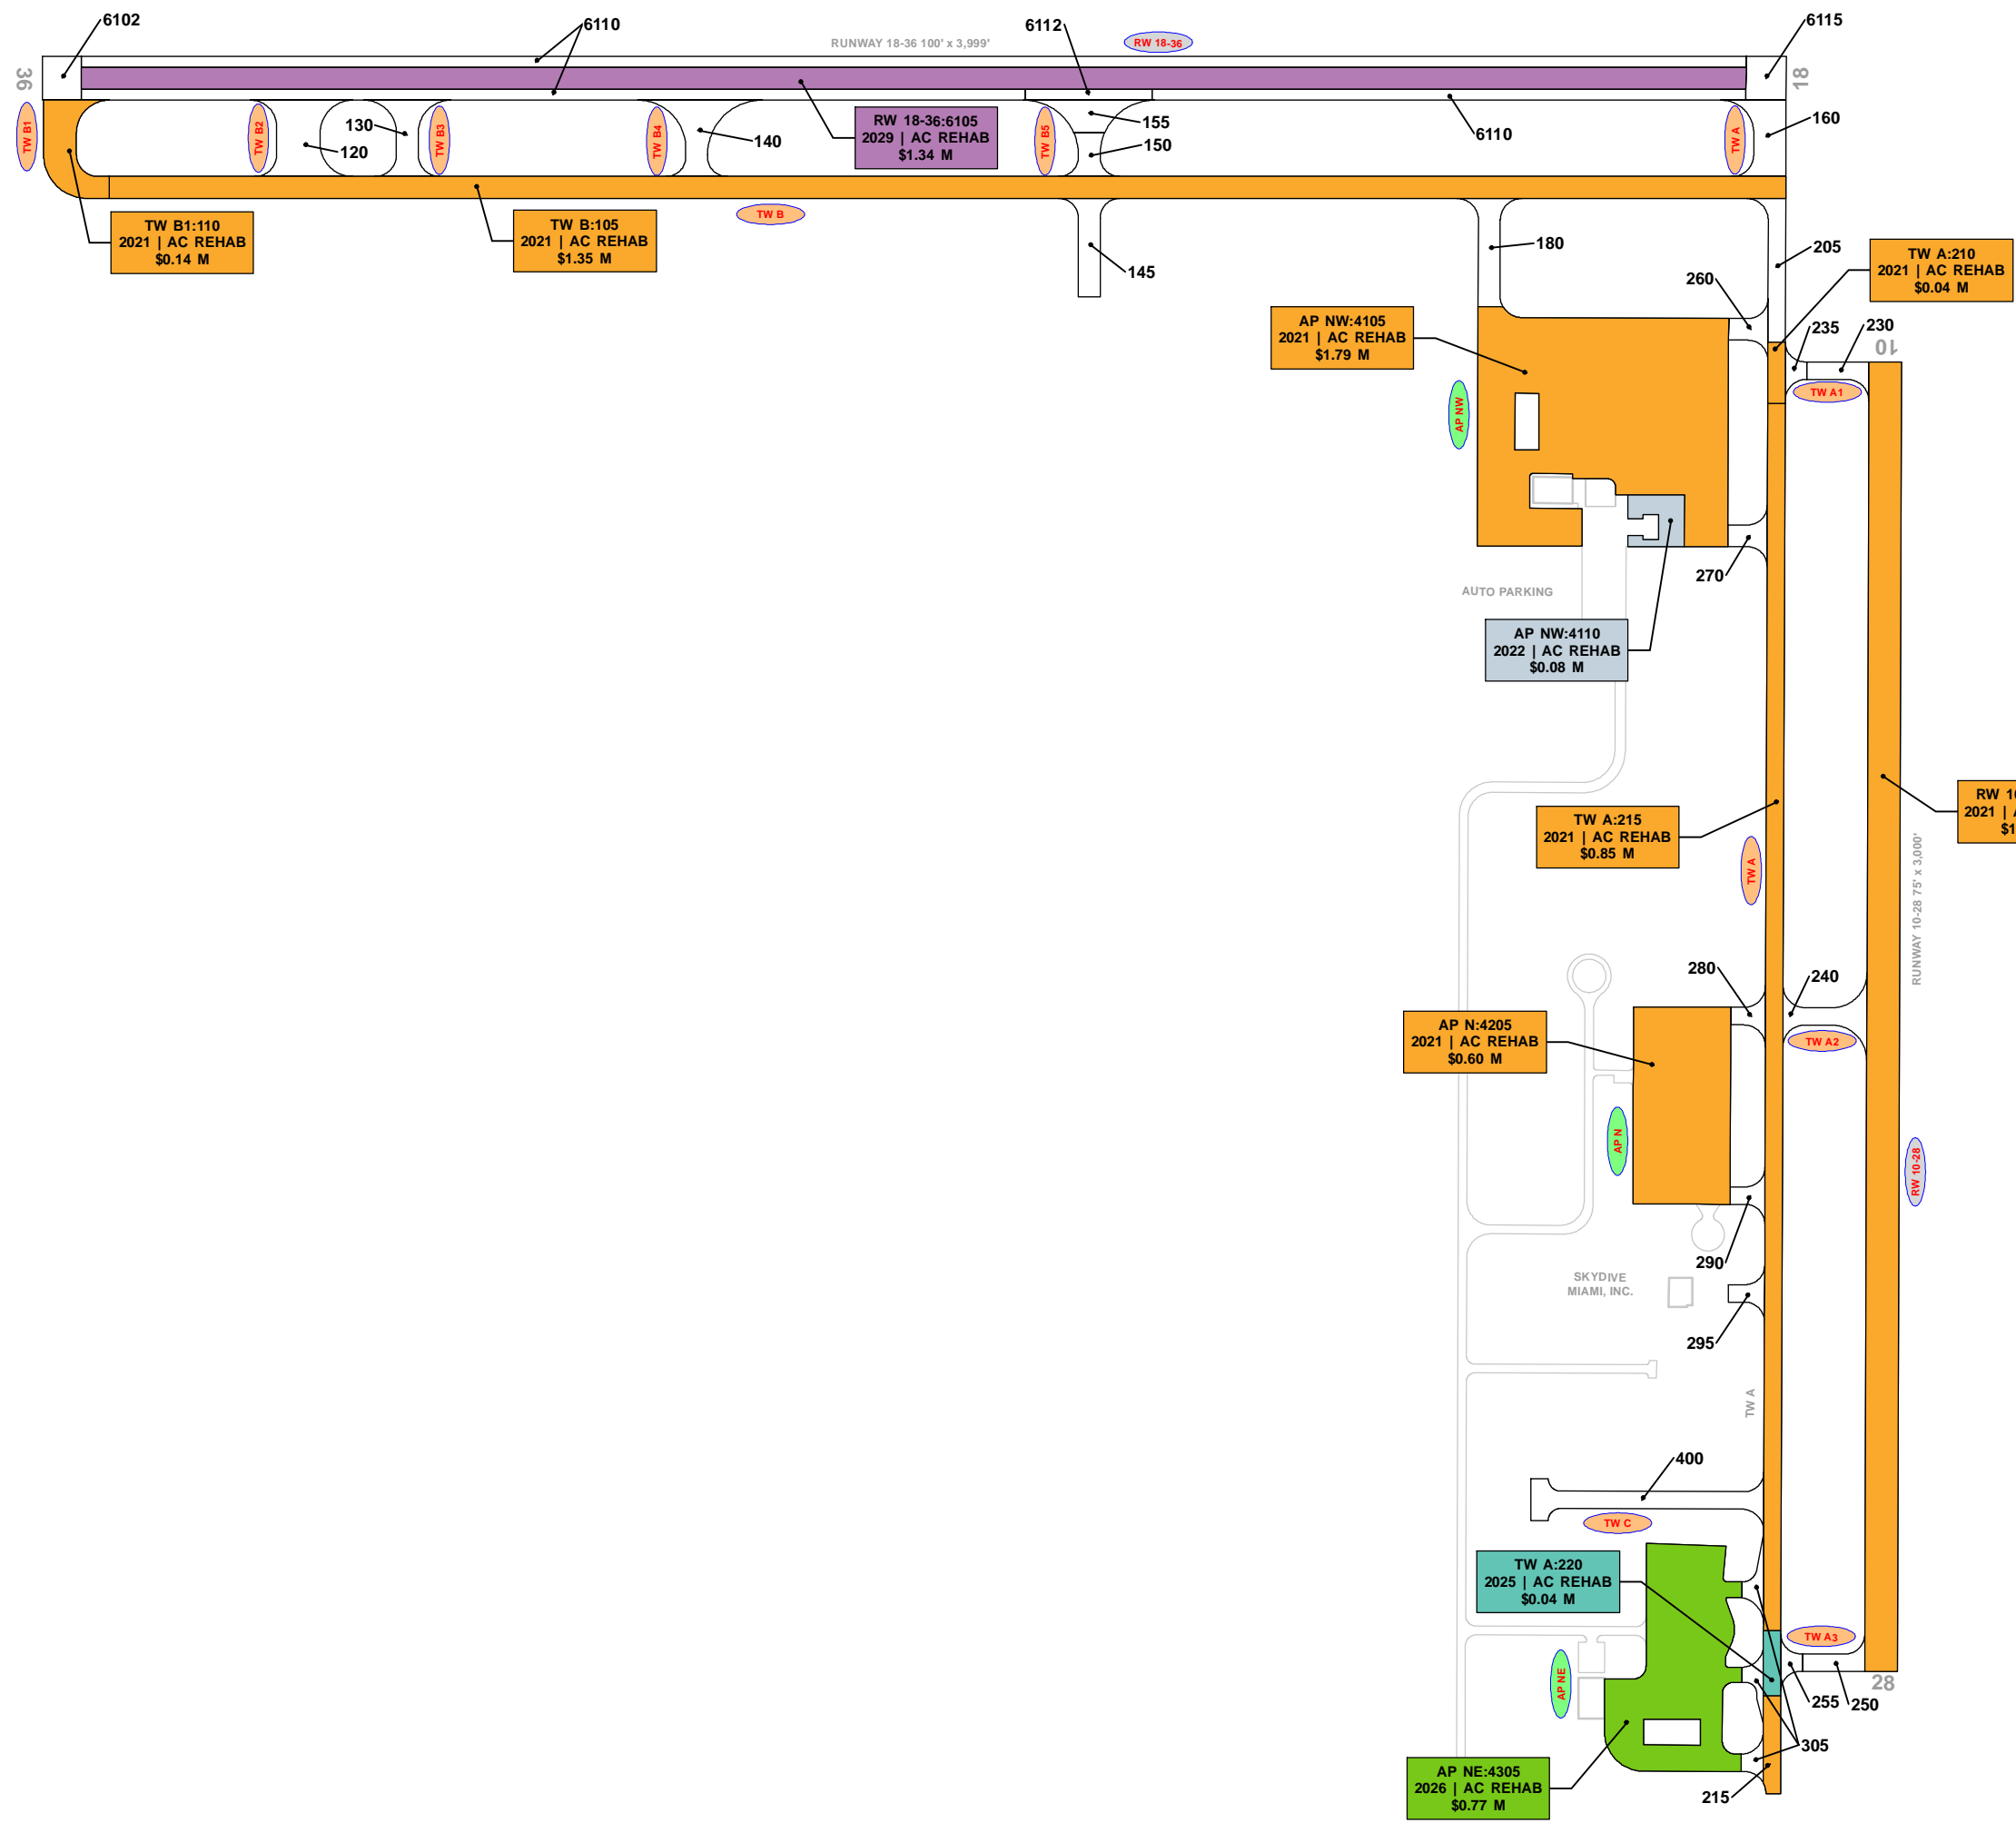 6102
6110
RUNWAY 18-36 100' x 3,999'
6112
RW 18-36
6115
36
18
TW B1
TW B2
130
120
TW B3
TW B4
140
RW 18-36:6105
2029 | AC REHAB
$1.34 M
TW B5
155
150
6110
TW A
160
TW B1:110
2021 | AC REHAB
$0.14 M
TW B:105
2021 | AC REHAB
$1.35 M
TW B
145
180
205
260
TW A:210
2021 | AC REHAB
$0.04 M
AP NW:4105
2021 | AC REHAB
$1.79 M
235
230
10
TW A1
AP NW
270
AUTO PARKING
AP NW:4110
2022 | AC REHAB
$0.08 M
TW A:215
2021 | AC REHAB
$0.85 M
TW A
RUNWAY 10-28 75' x 3,000'
2021 |
280
240
AP N:4205
2021 | AC REHAB
$0.60 M
TW A2
AP N
RW 10-28
290
SKYDIVE
MIAMI, INC.
295
TW A
400
TW C
TW A:220
2025 | AC REHAB
$0.04 M
TW A3
AP NE
28
255
250
305
AP NE:4305
2026 | AC REHAB
$0.77 M
215